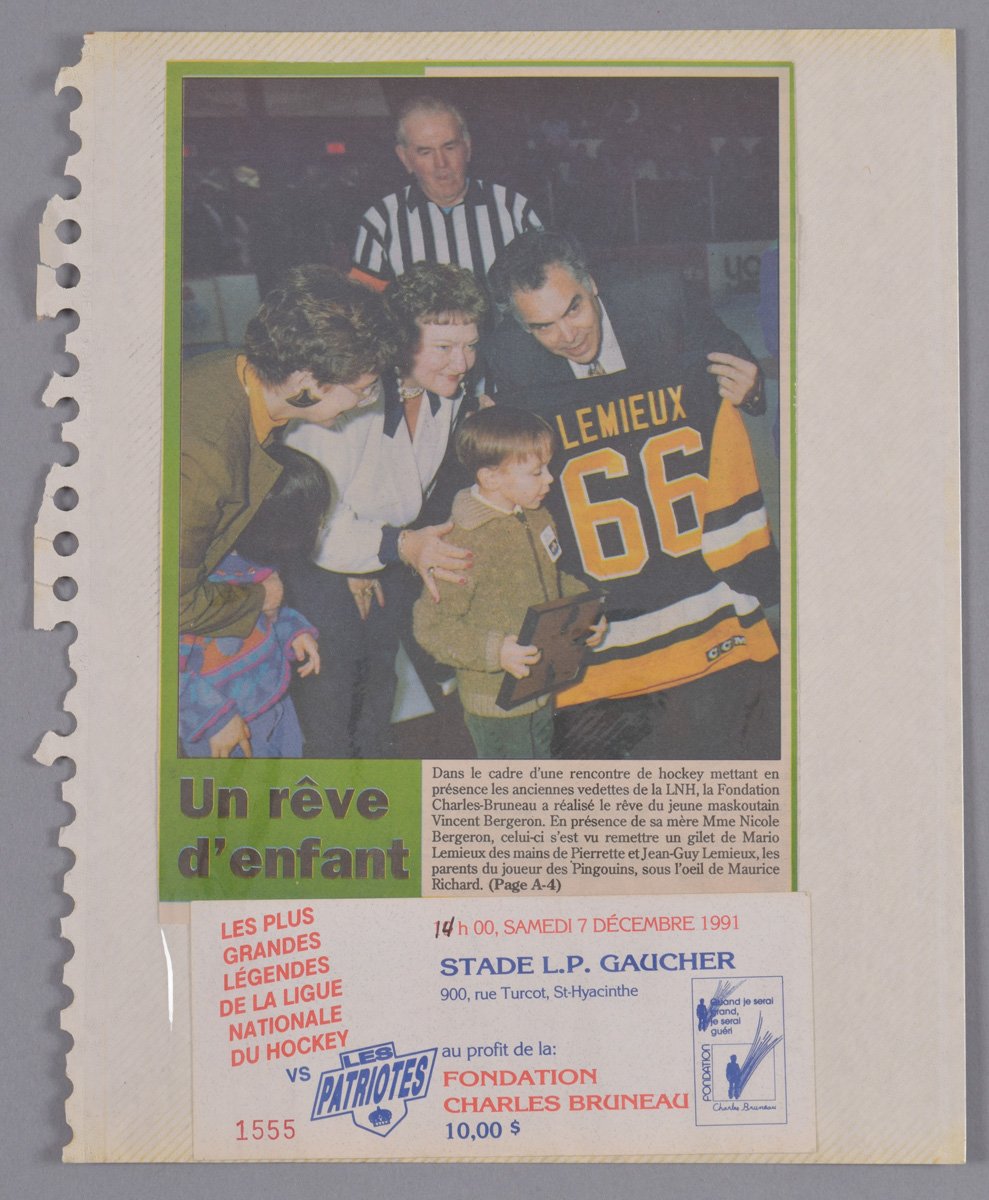 LEMIEUX
66
CCM
Un rêve
d'enfant
Dans le cadre d'une rencontre de hockey mettant en
présence les anciennes vedettes de la LNH, la Fondation
Charles-Bruneau a réalisé le rêve du jeune maskoutain
Vincent Bergeron. En présence de sa mère Mme Nicole
Bergeron, celui-ci s'est vu remettre un gilet de Mario
Lemieux des mains de Pierrette et Jean-Guy Lemieux, les
parents du joueur des Pingouins, sous l'oeil de Maurice
Richard. (Page A-4)
LES PLUS
GRANDES
LÉGENDES
DE LA LIGUE
NATIONALE
DU HOCKEY
VS
LES
PATRIOTES
1555
14 h 00, SAMEDI 7 DÉCEMBRE 1991
STADE L.P. GAUCHER
900, rue Turcot, St-Hyacinthe
au profit de la:
FONDATION
CHARLES BRUNEAU
10,00 $
Quand je serai
grand,
je serai
guéri
FONDATION
Charles Bruneau